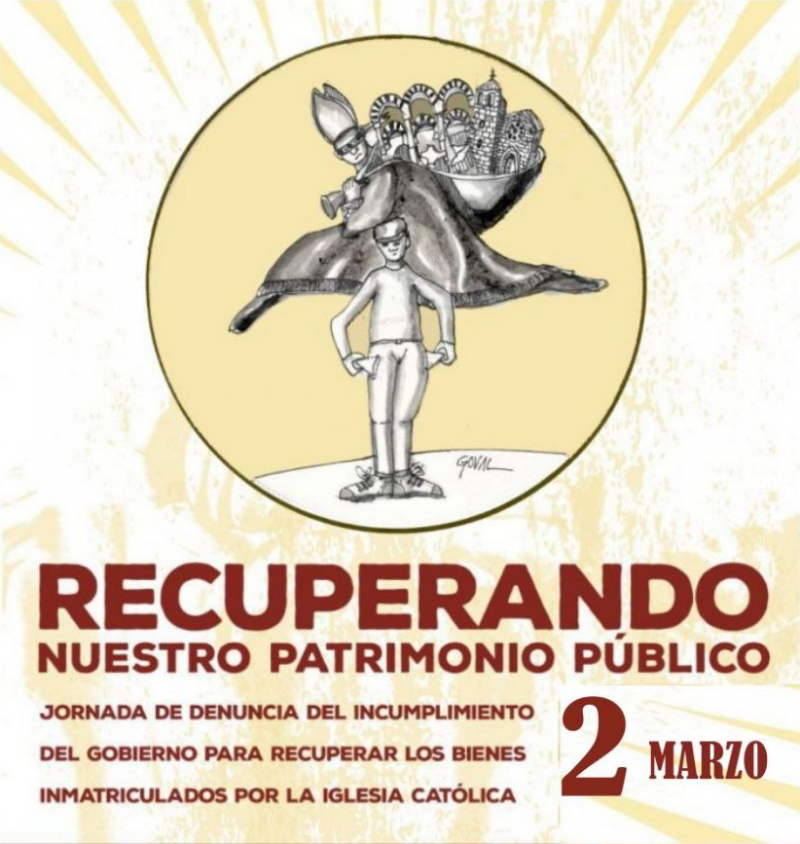 GOVAL
RECUPERANDO
NUESTRO PATRIMONIO PÚBLICO
JORNADA DE DENUNCIA DEL INCUMPLIMIENTO
DEL GOBIERNO PARA RECUPERAR LOS BIENES
INMATRICULADOS POR LA IGLESIA CATÓLICA
2 MARZO